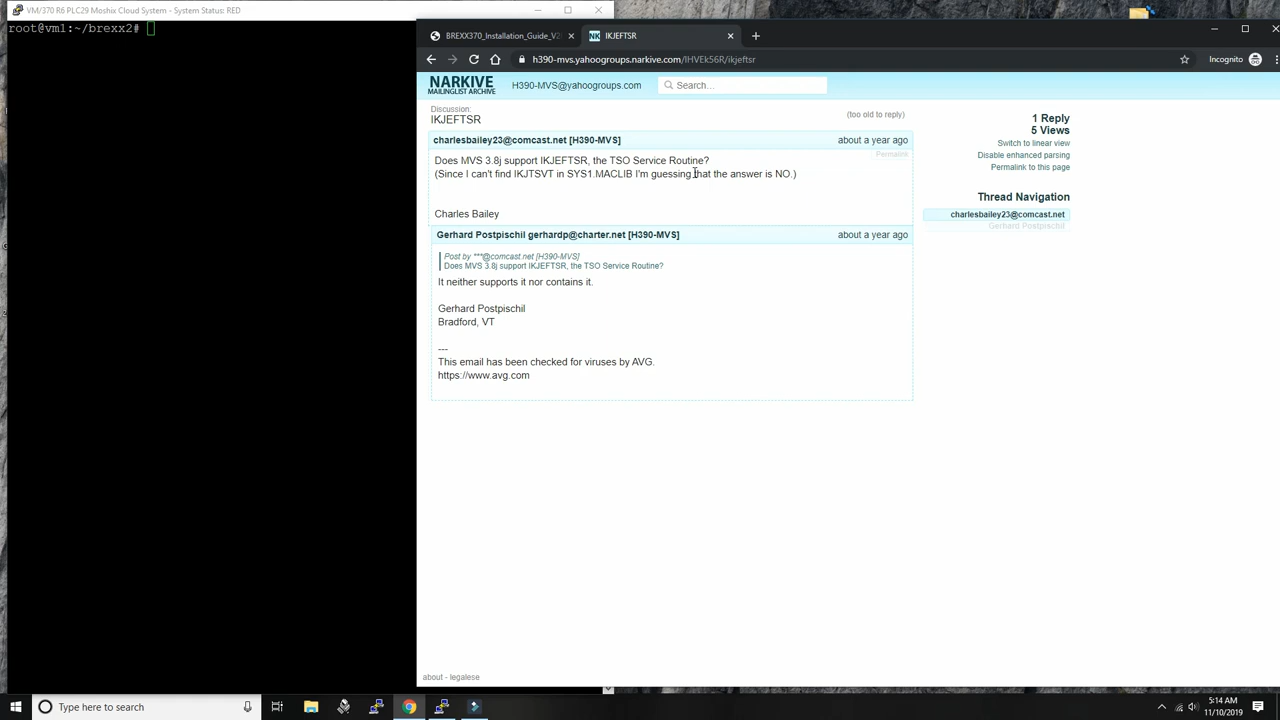 VM/370 R6 PLC29 Moshix Cloud System - System Status: RED
root@vm1:~/brexx2#
BREXX370_Installation_Guide_V2
IKJEFTSR
h390-mvs.yahoogroups.narkive.com/IHVEk56R/ikjeftsr
Incognito
NARKIVE
MAILINGLIST ARCHIVE
H390-MVS@yahoogroups.com
Search...
Discussion:
IKJEFTSR
(too old to reply)
charlesbailey23@comcast.net [H390-MVS]
about a year ago
Permalink
Does MVS 3.8j support IKJEFTSR, the TSO Service Routine?
(Since I can't find IKJTSVT in SYS1.MACLIB I'm guessing that the answer is NO.)
Charles Bailey
Gerhard Postpischil gerhardp@charter.net [H390-MVS]
about a year ago
Post by ***@comcast.net [H390-MVS]
Does MVS 3.8j support IKJEFTSR, the TSO Service Routine?
It neither supports it nor contains it.
Gerhard Postpischil
Bradford, VT
---
This email has been checked for viruses by AVG.
https://www.avg.com
1 Reply
5 Views
Switch to linear view
Disable enhanced parsing
Permalink to this page
Thread Navigation
charlesbailey23@comcast.net
Gerhard Postpischil
about - legalese
Type here to search
5:14 AM
11/10/2019